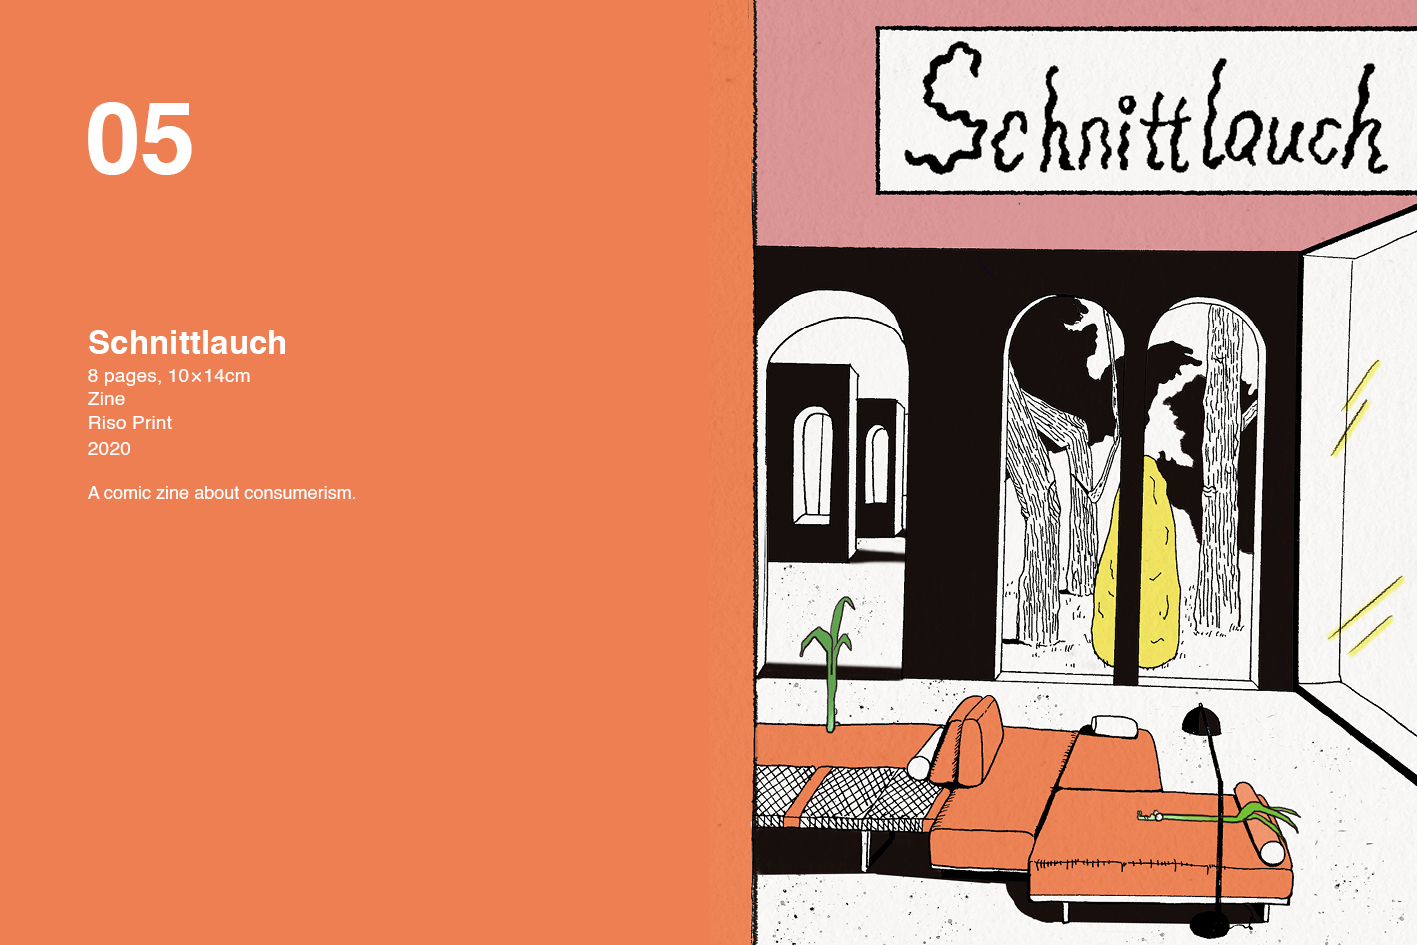 05
Schnittlauch
8 pages, 10×14cm
Zine
Riso Print
2020
A comic zine about consumerism.
Schnittlauch